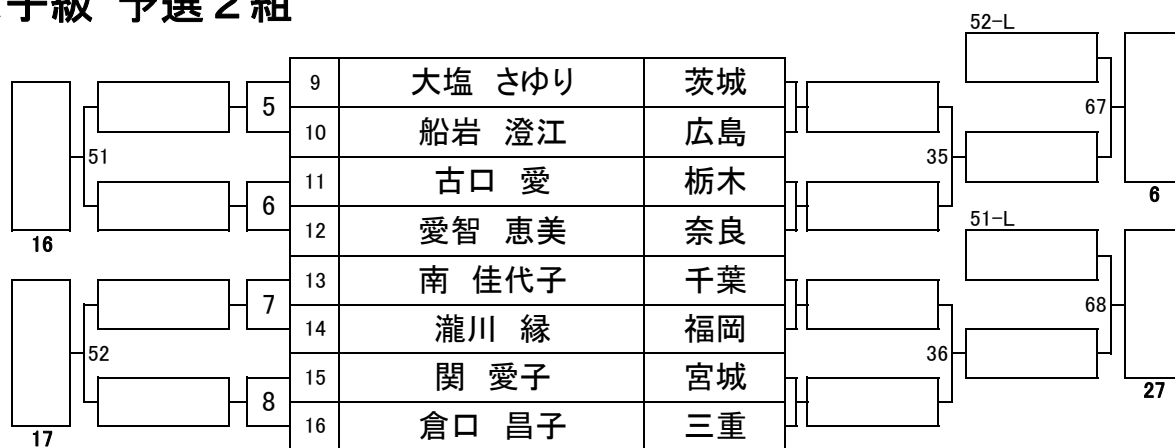 子級 予選２組
52-L
9 大塩 さゆり 茨城
5
67
10 船岩 澄江 広島
51
35
11 古口 愛 栃木
6
6
12 愛智 恵美 奈良
51-L
16
13 南 佳代子 千葉
7
68
14 瀧川 縁 福岡
52
36
15 関 愛子 宮城
8
27
16 倉口 昌子 三重
17